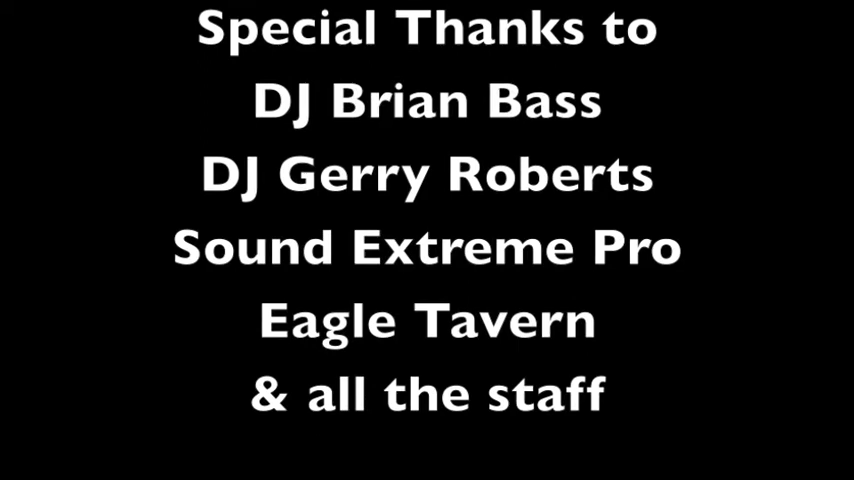 Special Thanks to
DJ Brian Bass
DJ Gerry Roberts
Sound Extreme Pro
Eagle Tavern
& all the staff